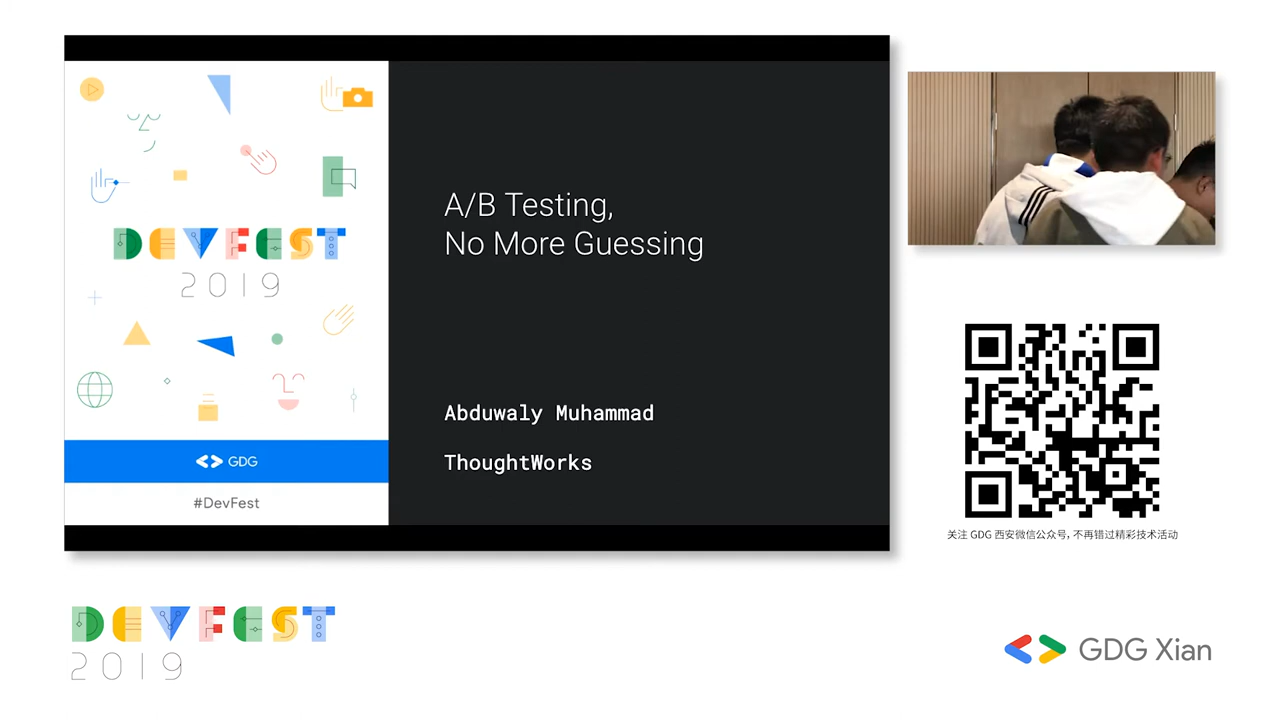 DEVFEST
2019
GDG
#DevFest
A/B Testing,
No More Guessing
Abduwaly Muhammad
ThoughtWorks
关注 GDG 西安微信公众号, 不再错过精彩技术活动
DEVFEST
2019
GDG Xian